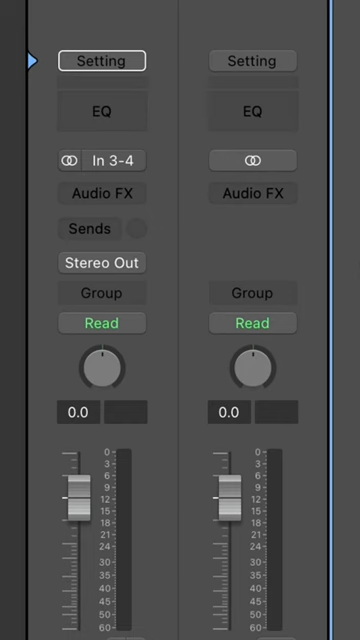 Setting Setting
EQ EQ
In 3-4
Audio FX Audio FX
Sends
Stereo Out
Group Group
Read Read
0.0 0.0
0 0
3 3
6 6
9 9
12 12
15 15
18 18
21 21
24 24
30 30
35 35
40 40
45 45
50 50
60 60